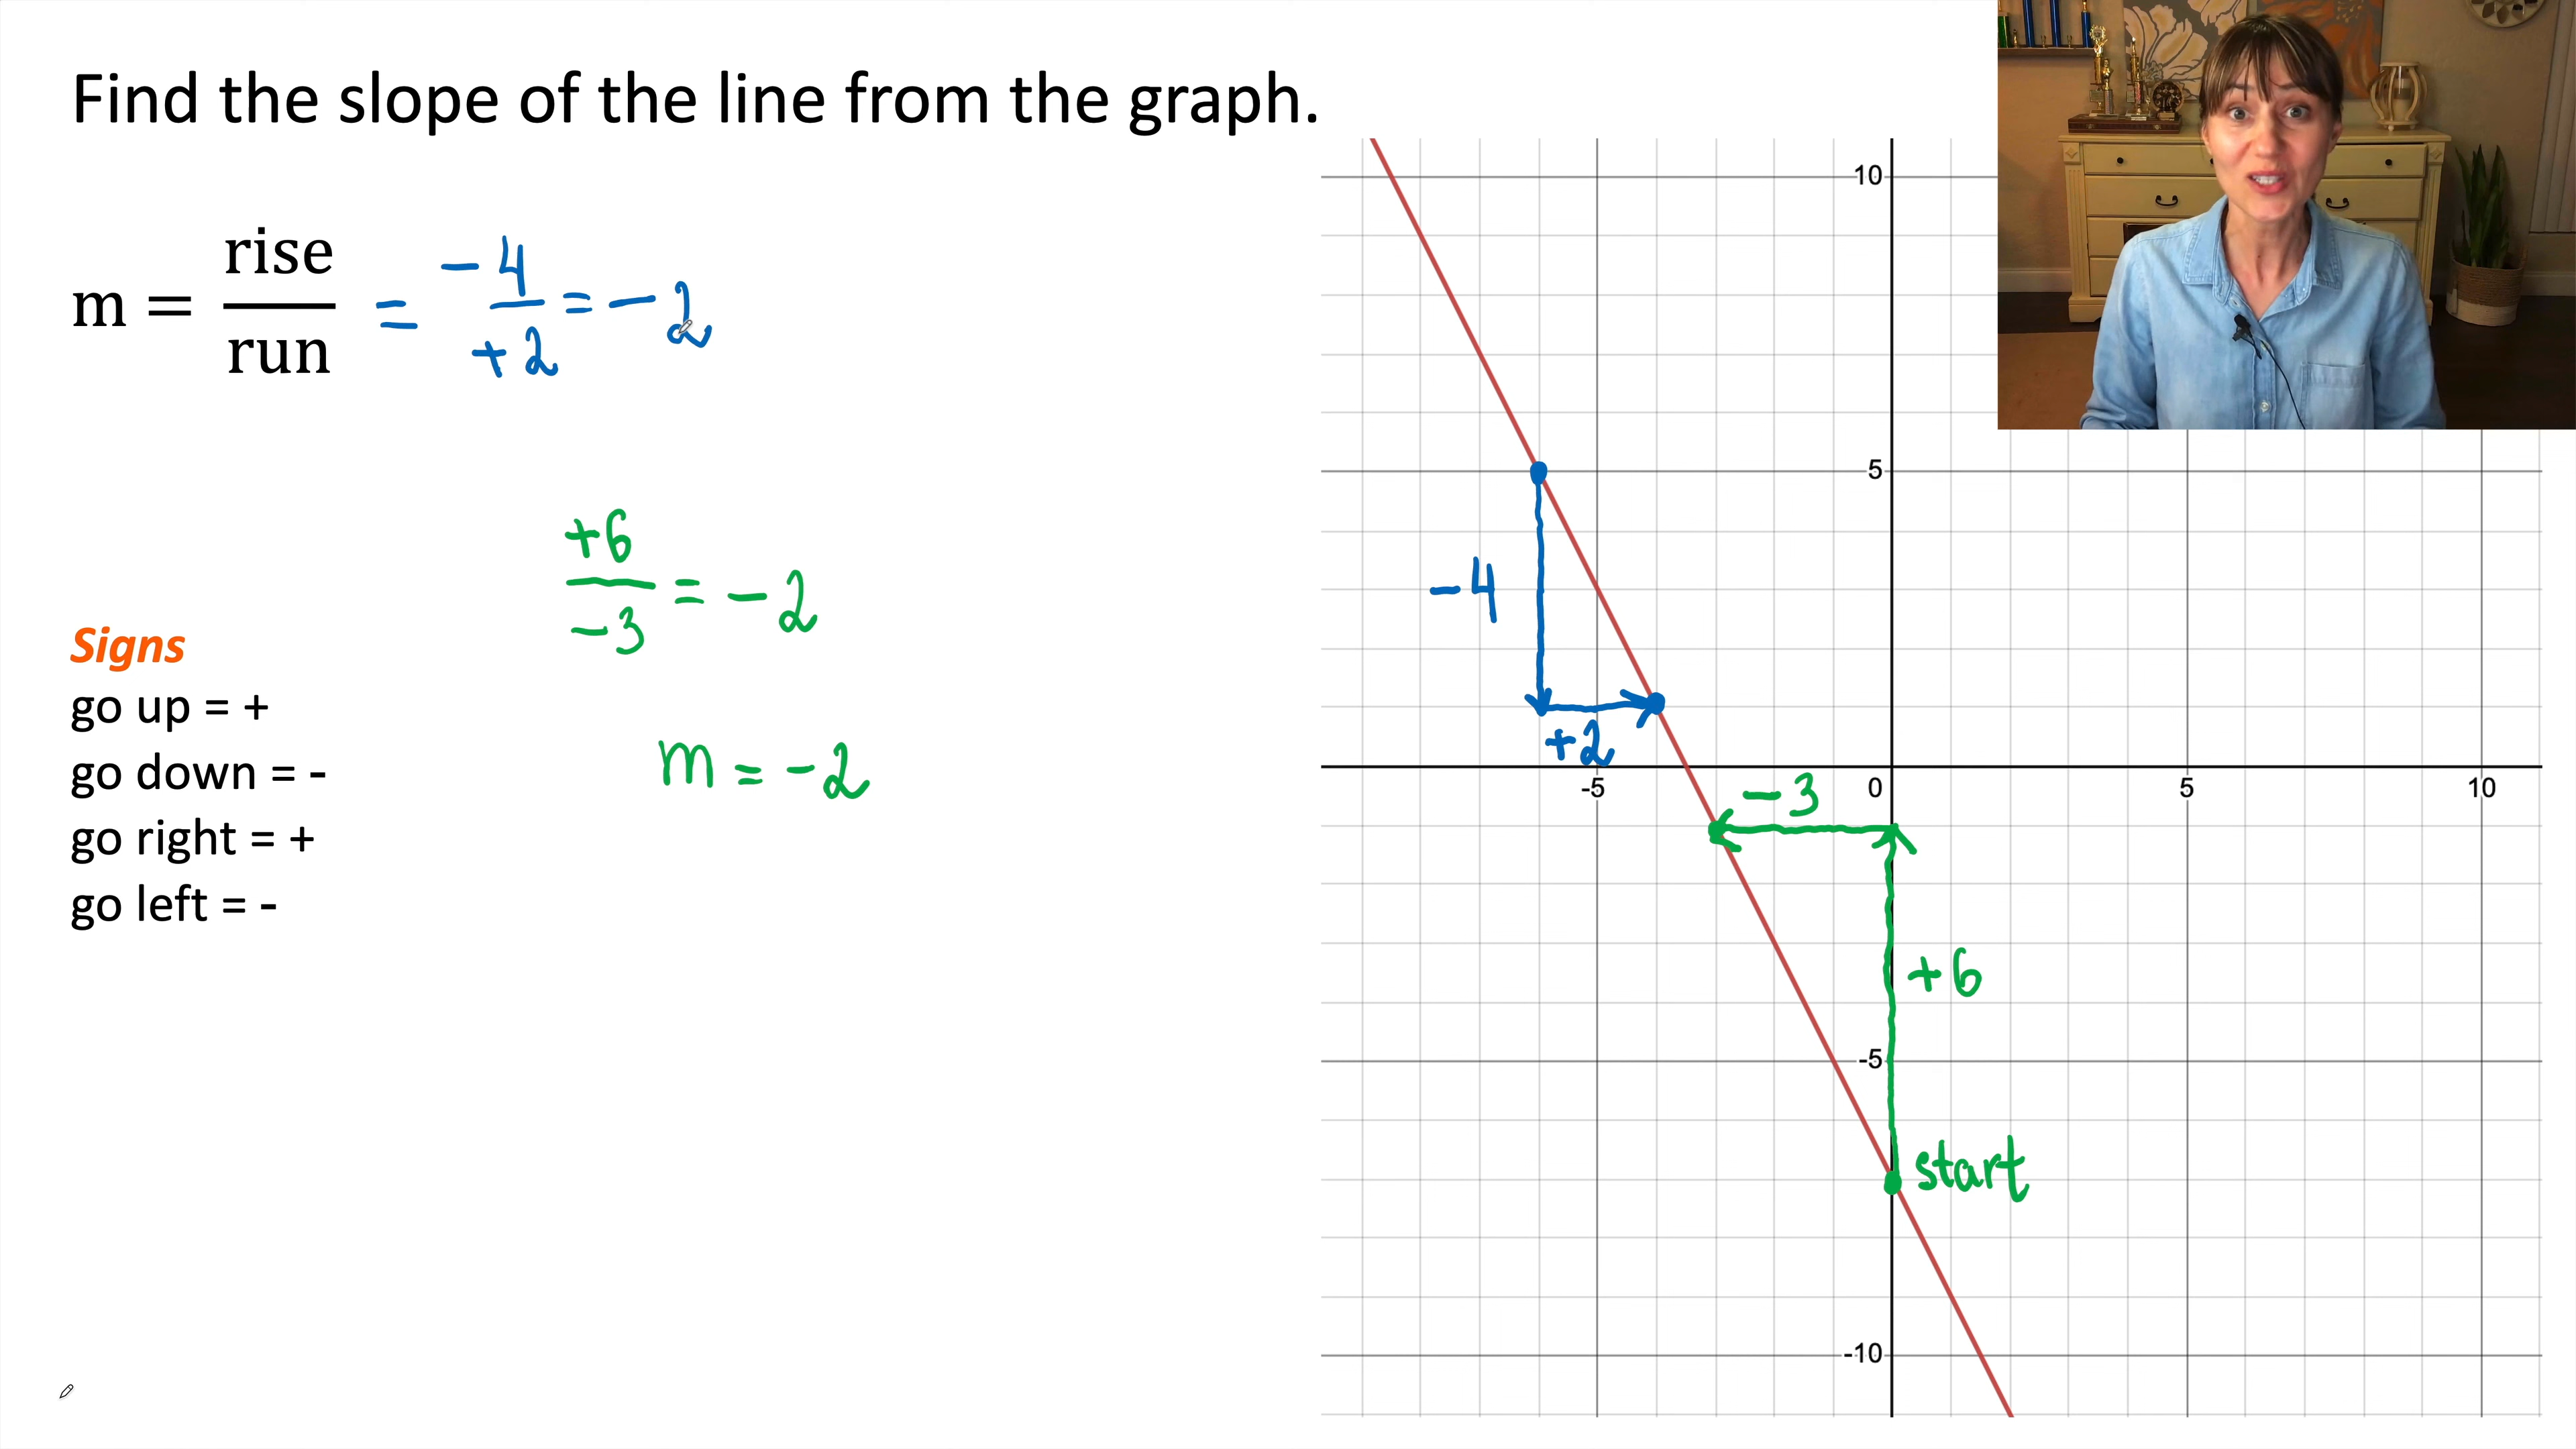 Find the slope of the line from the graph.
m = rise/run = -4/+2 = -2
+6/-3 = -2
m = -2
Signs
go up = +
go down = -
go right = +
go left = -
10
5
-4
+2
-5
0
5
10
-3
+6
-5
start
-10